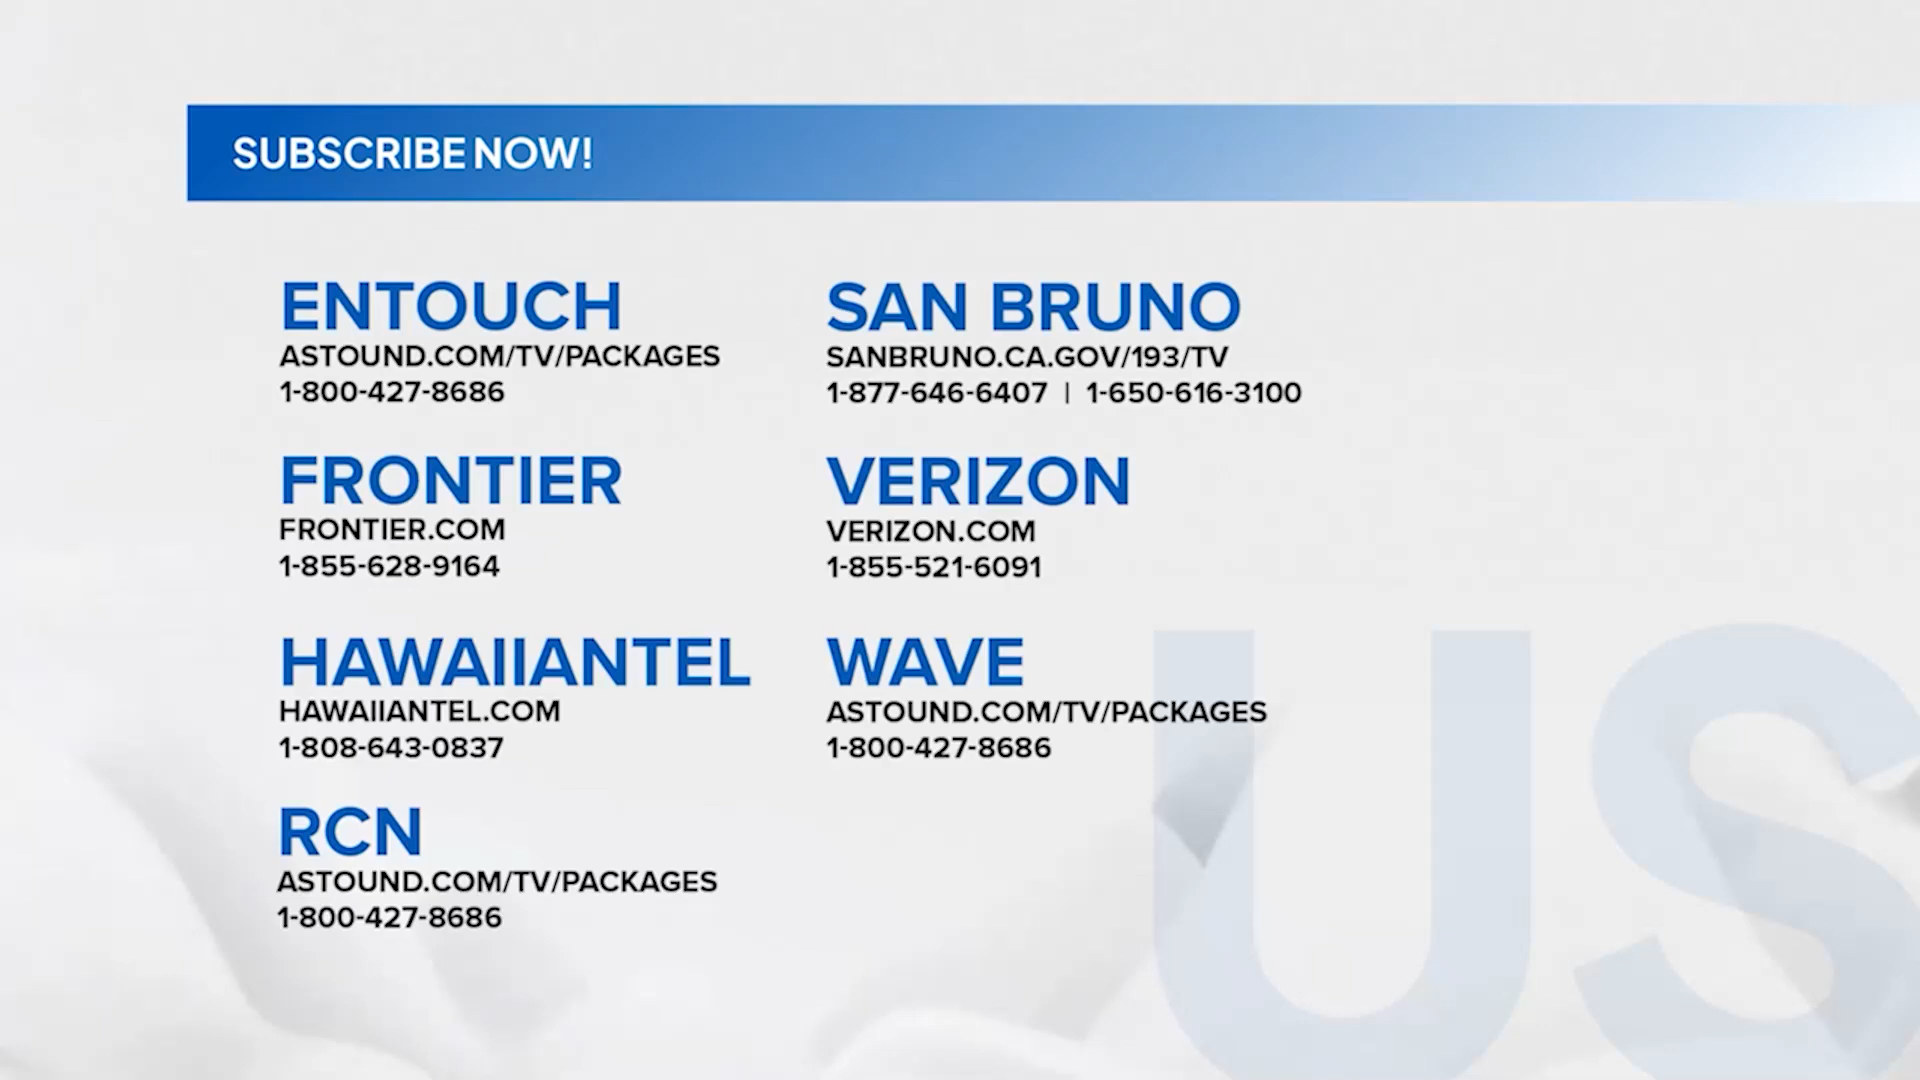 SUBSCRIBE NOW!
ENTOUCH
ASTOUND.COM/TV/PACKAGES
1-800-427-8686
FRONTIER
FRONTIER.COM
1-855-628-9164
HAWAIIANTEL
HAWAIIANTEL.COM
1-808-643-0837
RCN
ASTOUND.COM/TV/PACKAGES
1-800-427-8686
SAN BRUNO
SANBRUNO.CA.GOV/193/TV
1-877-646-6407 | 1-650-616-3100
VERIZON
VERIZON.COM
1-855-521-6091
WAVE
ASTOUND.COM/TV/PACKAGES
1-800-427-8686
US